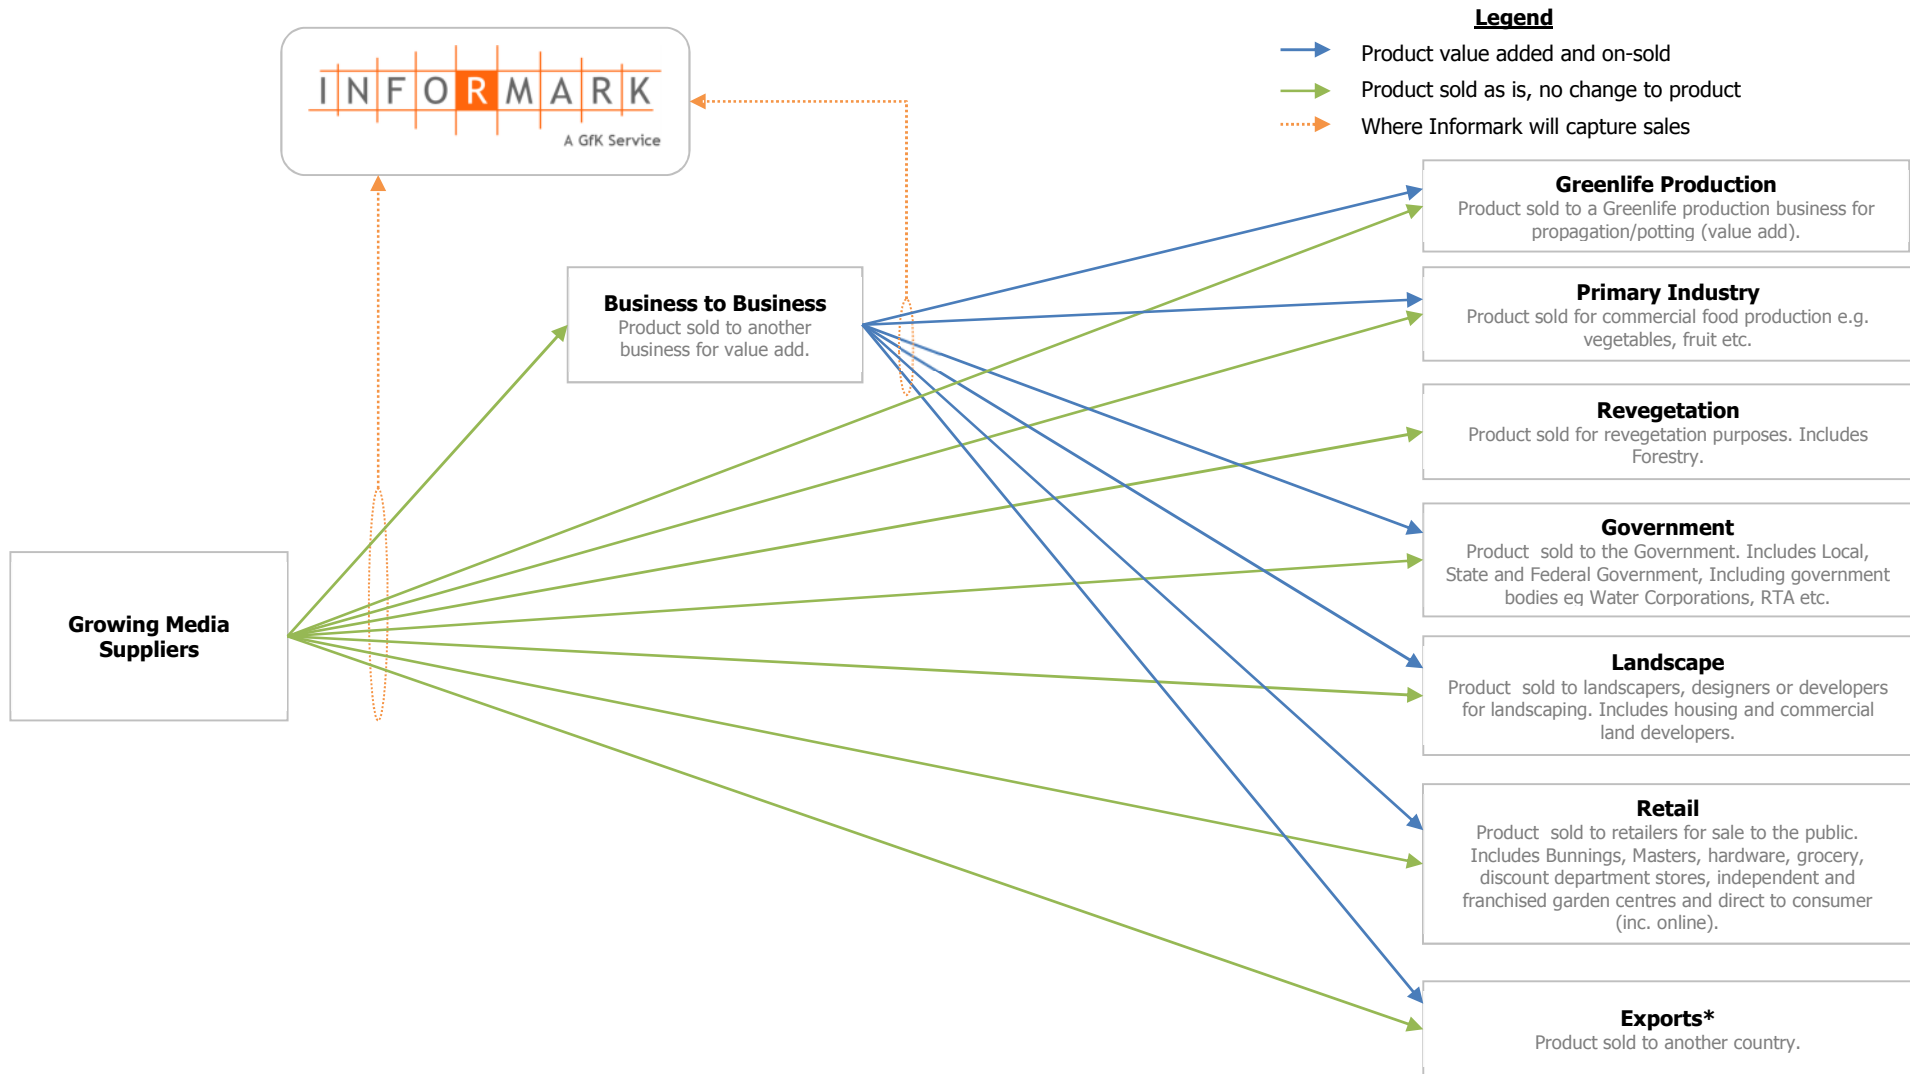 Legend
Product value added and on-sold
Product sold as is, no change to product
Where Informark will capture sales
INFORMARK
A GfK Service
Greenlife Production
Product sold to a Greenlife production business for
propagation/potting (value add).
Business to Business
Product sold to another
business for value add.
Primary Industry
Product sold for commercial food production e.g.
vegetables, fruit etc.
Revegetation
Product sold for revegetation purposes. Includes
Forestry.
Government
Product  sold to the Government. Includes Local,
State and Federal Government, Including government
bodies eg Water Corporations, RTA etc.
Growing Media
Suppliers
Landscape
Product  sold to landscapers, designers or developers
for landscaping. Includes housing and commercial
land developers.
Retail
Product  sold to retailers for sale to the public.
Includes Bunnings, Masters, hardware, grocery,
discount department stores, independent and
franchised garden centres and direct to consumer
(inc. online).
Exports*
Product sold to another country.